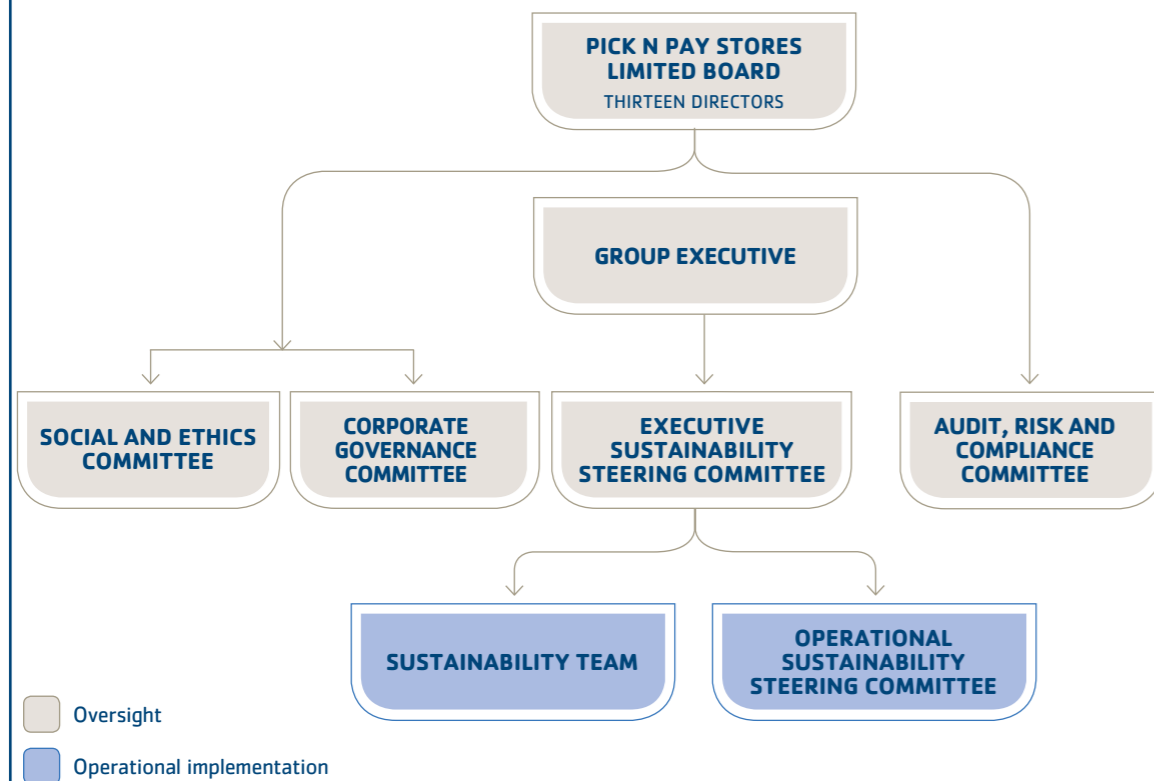 PICK N PAY STORES
LIMITED BOARD
THIRTEEN DIRECTORS
GROUP EXECUTIVE
SOCIAL AND ETHICS
COMMITTEE
CORPORATE
GOVERNANCE
COMMITTEE
EXECUTIVE
SUSTAINABILITY
STEERING COMMITTEE
AUDIT, RISK AND
COMPLIANCE
COMMITTEE
SUSTAINABILITY TEAM
OPERATIONAL
SUSTAINABILITY
STEERING COMMITTEE
Oversight
Operational implementation